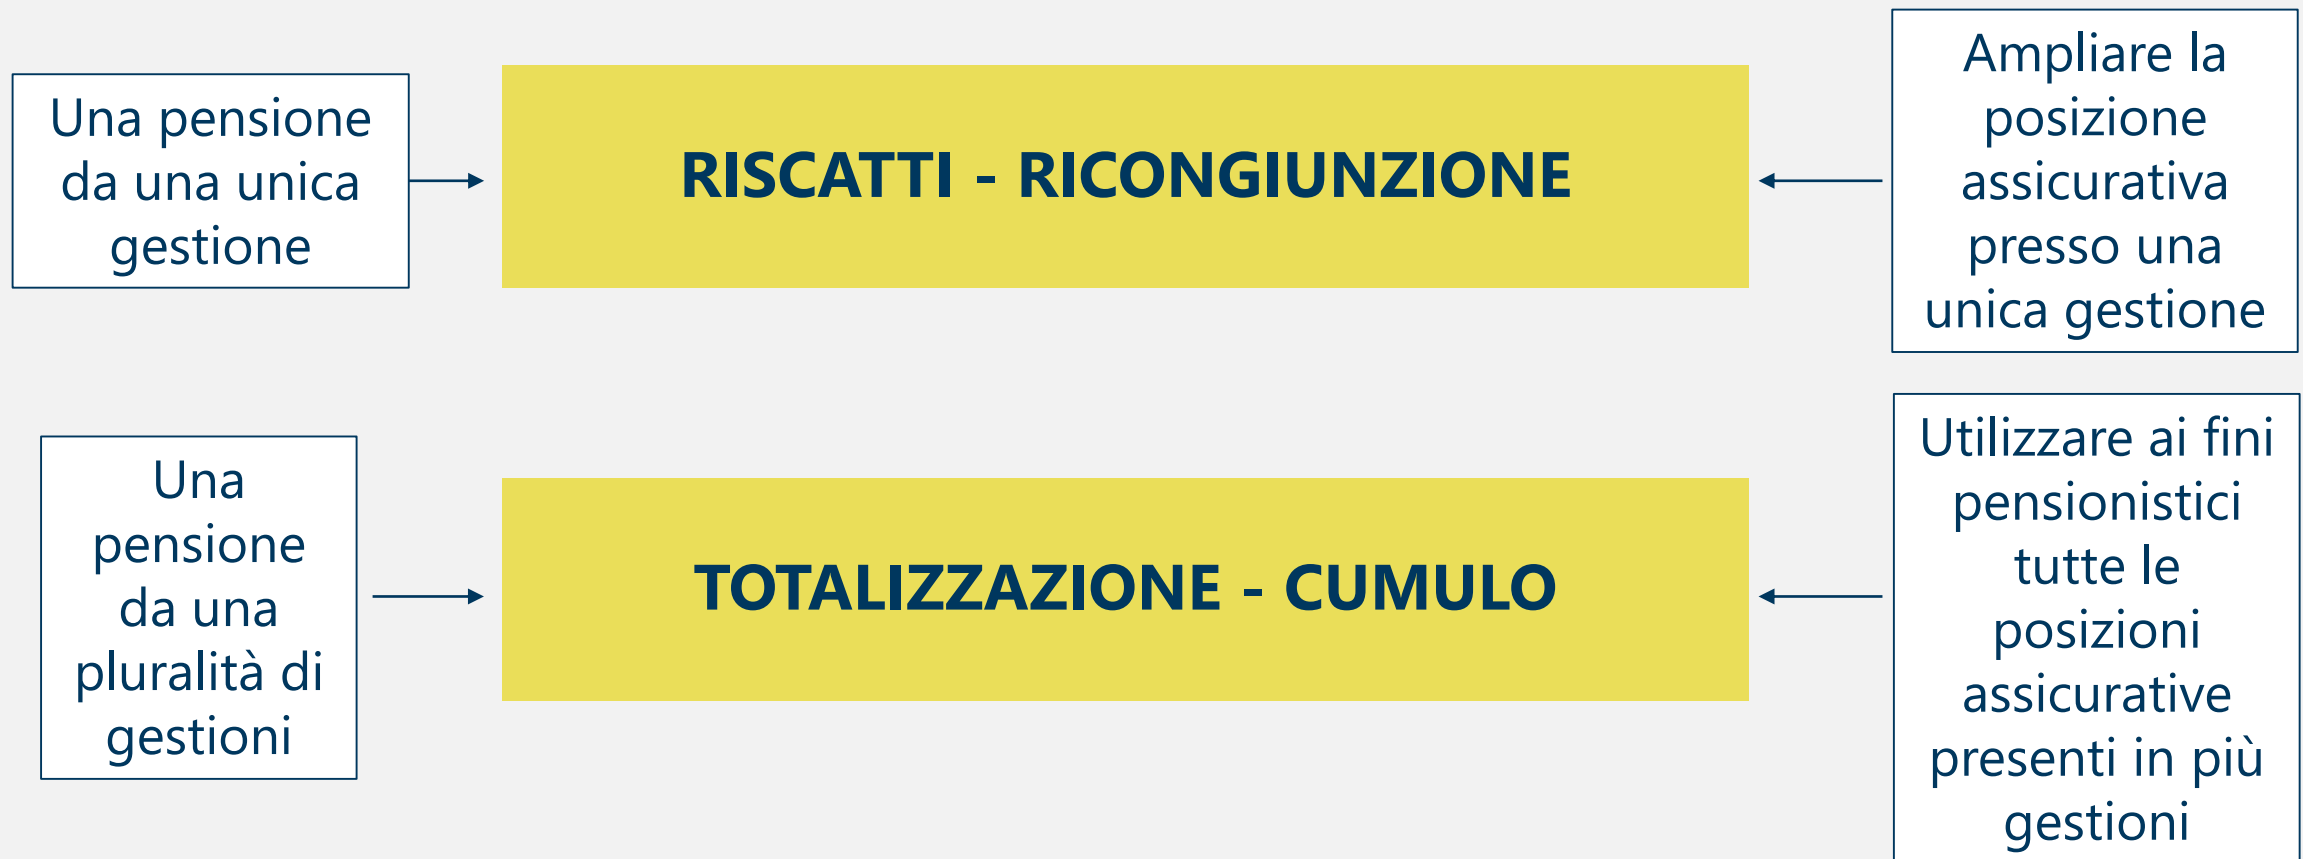 Una pensione
da una unica
gestione
RISCATTI - RICONGIUNZIONE
Ampliare la
posizione
assicurativa
presso una
unica gestione
Una
pensione
da una
pluralità di
gestioni
TOTALIZZAZIONE - CUMULO
Utilizzare ai fini
pensionistici
tutte le
posizioni
assicurative
presenti in più
gestioni